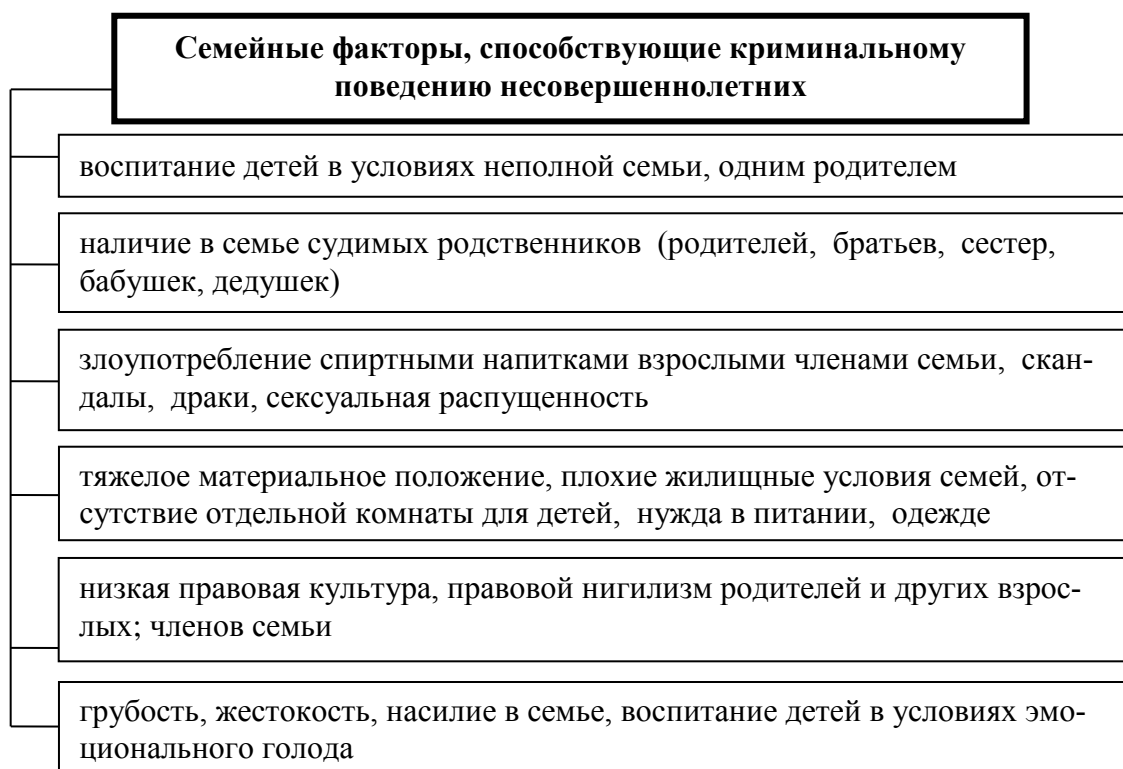 Семейные факторы, способствующие криминальному
поведению несовершеннолетних
воспитание детей в условиях неполной семьи, одним родителем
наличие в семье судимых родственников (родителей, братьев, сестер,
бабушек, дедушек)
злоупотребление спиртными напитками взрослыми членами семьи, скан-
далы, драки, сексуальная распущенность
тяжелое материальное положение, плохие жилищные условия семей, от-
сутствие отдельной комнаты для детей, нужда в питании, одежде
низкая правовая культура, правовой нигилизм родителей и других взрос-
лых; членов семьи
грубость, жестокость, насилие в семье, воспитание детей в условиях эмо-
ционального голода